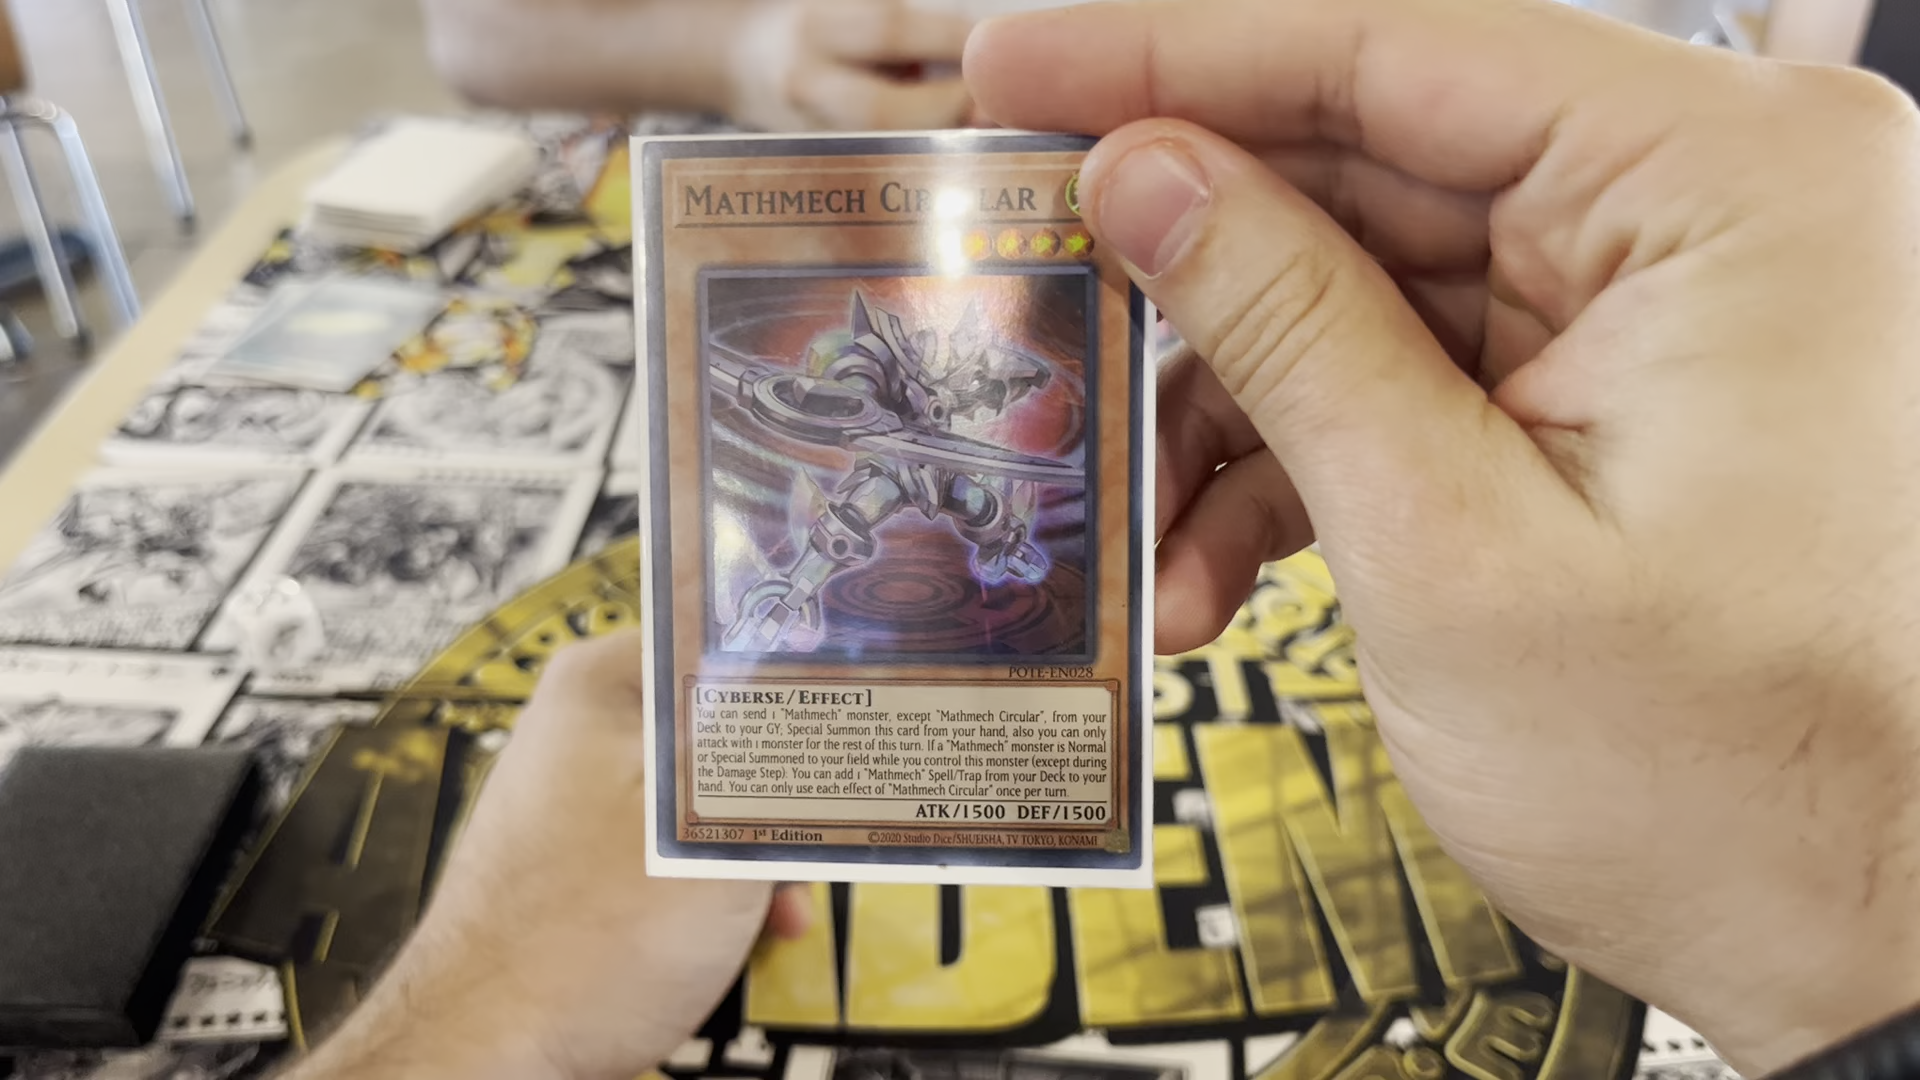 MATHMECH CIRCULAR
POTE-EN028
[CYBERSE/EFFECT]
You can send 1 "Mathmech" monster, except "Mathmech Circular", from your
Deck to your GY; Special Summon this card from your hand, also you can only
attack with 1 monster for the rest of this turn. If a "Mathmech" monster is Normal
or Special Summoned to your field while you control this monster (except during
the Damage Step): You can add 1 "Mathmech" Spell/Trap from your Deck to your
hand. You can only use each effect of "Mathmech Circular" once per turn.
ATK/1500 DEF/1500
36521307 1st Edition ©2020 Studio Dice/SHUEISHA, TV TOKYO, KONAMI